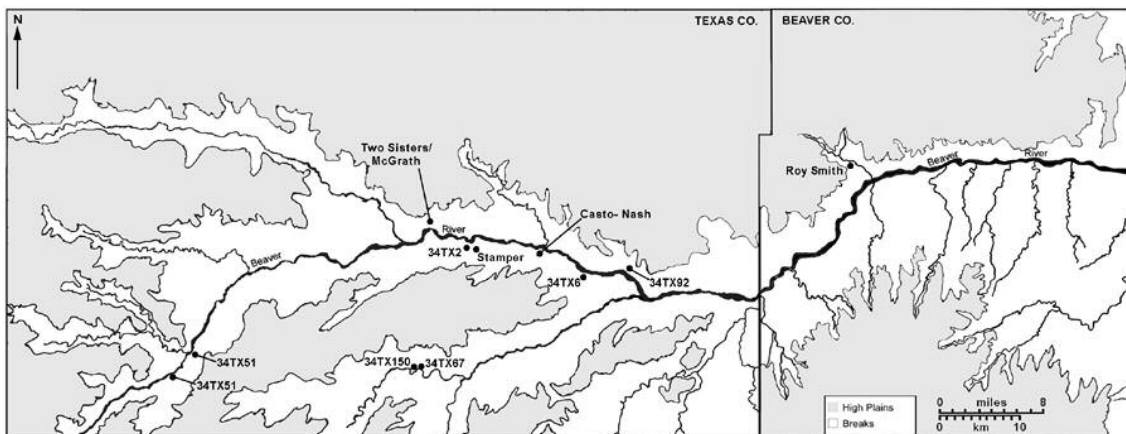 N
TEXAS CO.
BEAVER CO.
Two Sisters/
McGrath
River
34TX2
Stamper
Casto- Nash
34TX6
34TX92
Beaver
34TX51
34TX51
34TX150
34TX67
Roy Smith
Beaver
River
High Plains
Breaks
0 miles 8
0 km 10